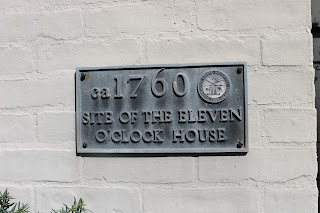 ca 1760
SITE OF THE ELEVEN
O'CLOCK HOUSE